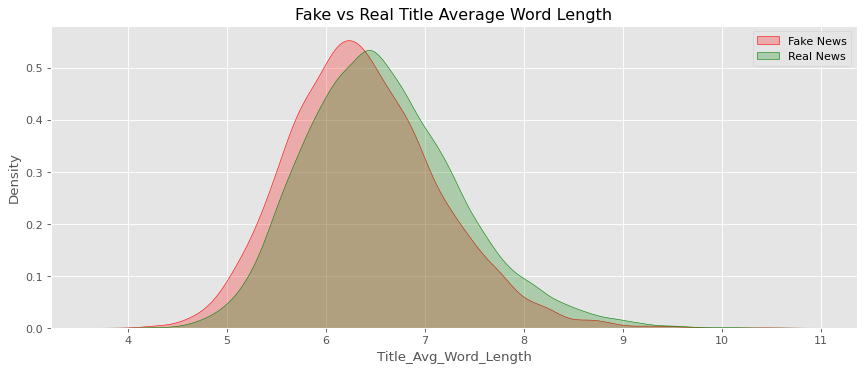 Fake vs Real Title Average Word Length
Fake News
Real News
Density
0.5
0.4
0.3
0.2
0.1
0.0
4 5 6 7 8 9 10 11
Title_Avg_Word_Length